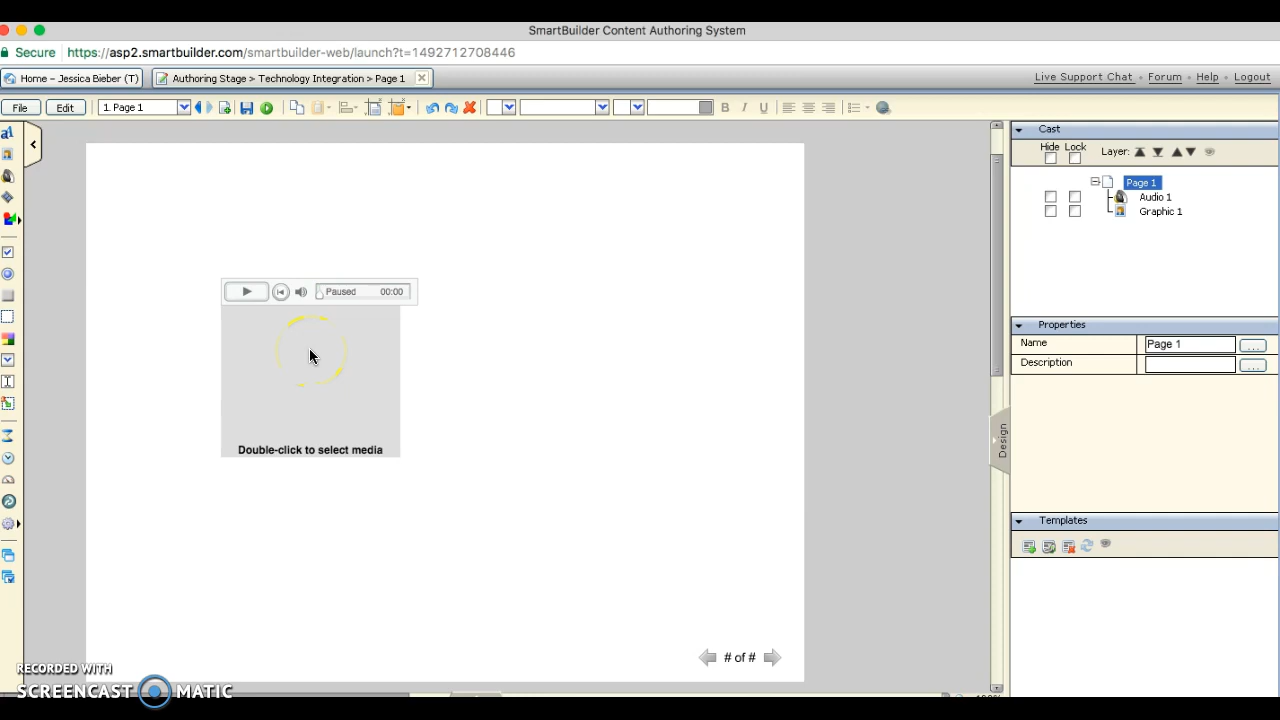 SmartBuilder Content Authoring System
Secure https://asp2.smartbuilder.com/smartbuilder-web/launch?t=1492712708446
Home – Jessica Bieber (T) Authoring Stage > Technology Integration > Page 1 Live Support Chat Forum Help Logout
File Edit 1. Page 1 B I U
Cast
Hide Lock Layer:
Page 1
Audio 1
Graphic 1
Paused 00:00
Properties
Name Page 1 ...
Description ...
Design
Double-click to select media
Templates
# of #
RECORDED WITH
SCREENCAST MATIC